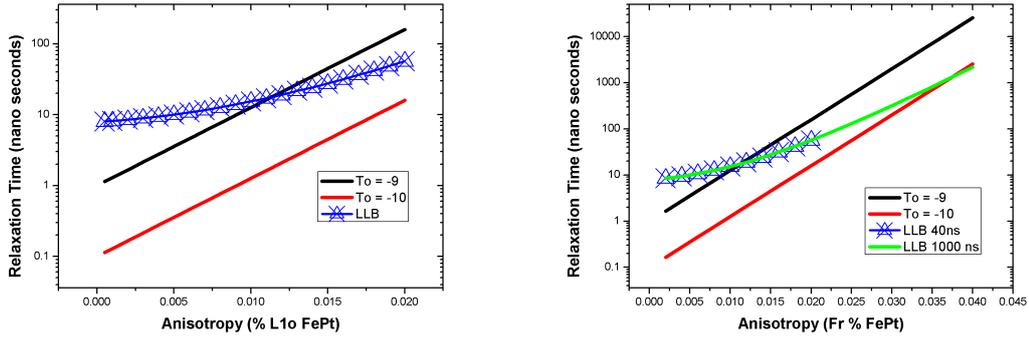 Relaxation Time (nano seconds)
100
10
1
0.1
0.000 0.005 0.010 0.015 0.020
Anisotropy (% L1o FePt)
To = -9
To = -10
LLB
Relaxation Time (nano seconds)
10000
1000
100
10
1
0.1
0.000 0.005 0.010 0.015 0.020 0.025 0.030 0.035 0.040 0.045
Anisotropy (Fr % FePt)
To = -9
To = -10
LLB 40ns
LLB 1000 ns